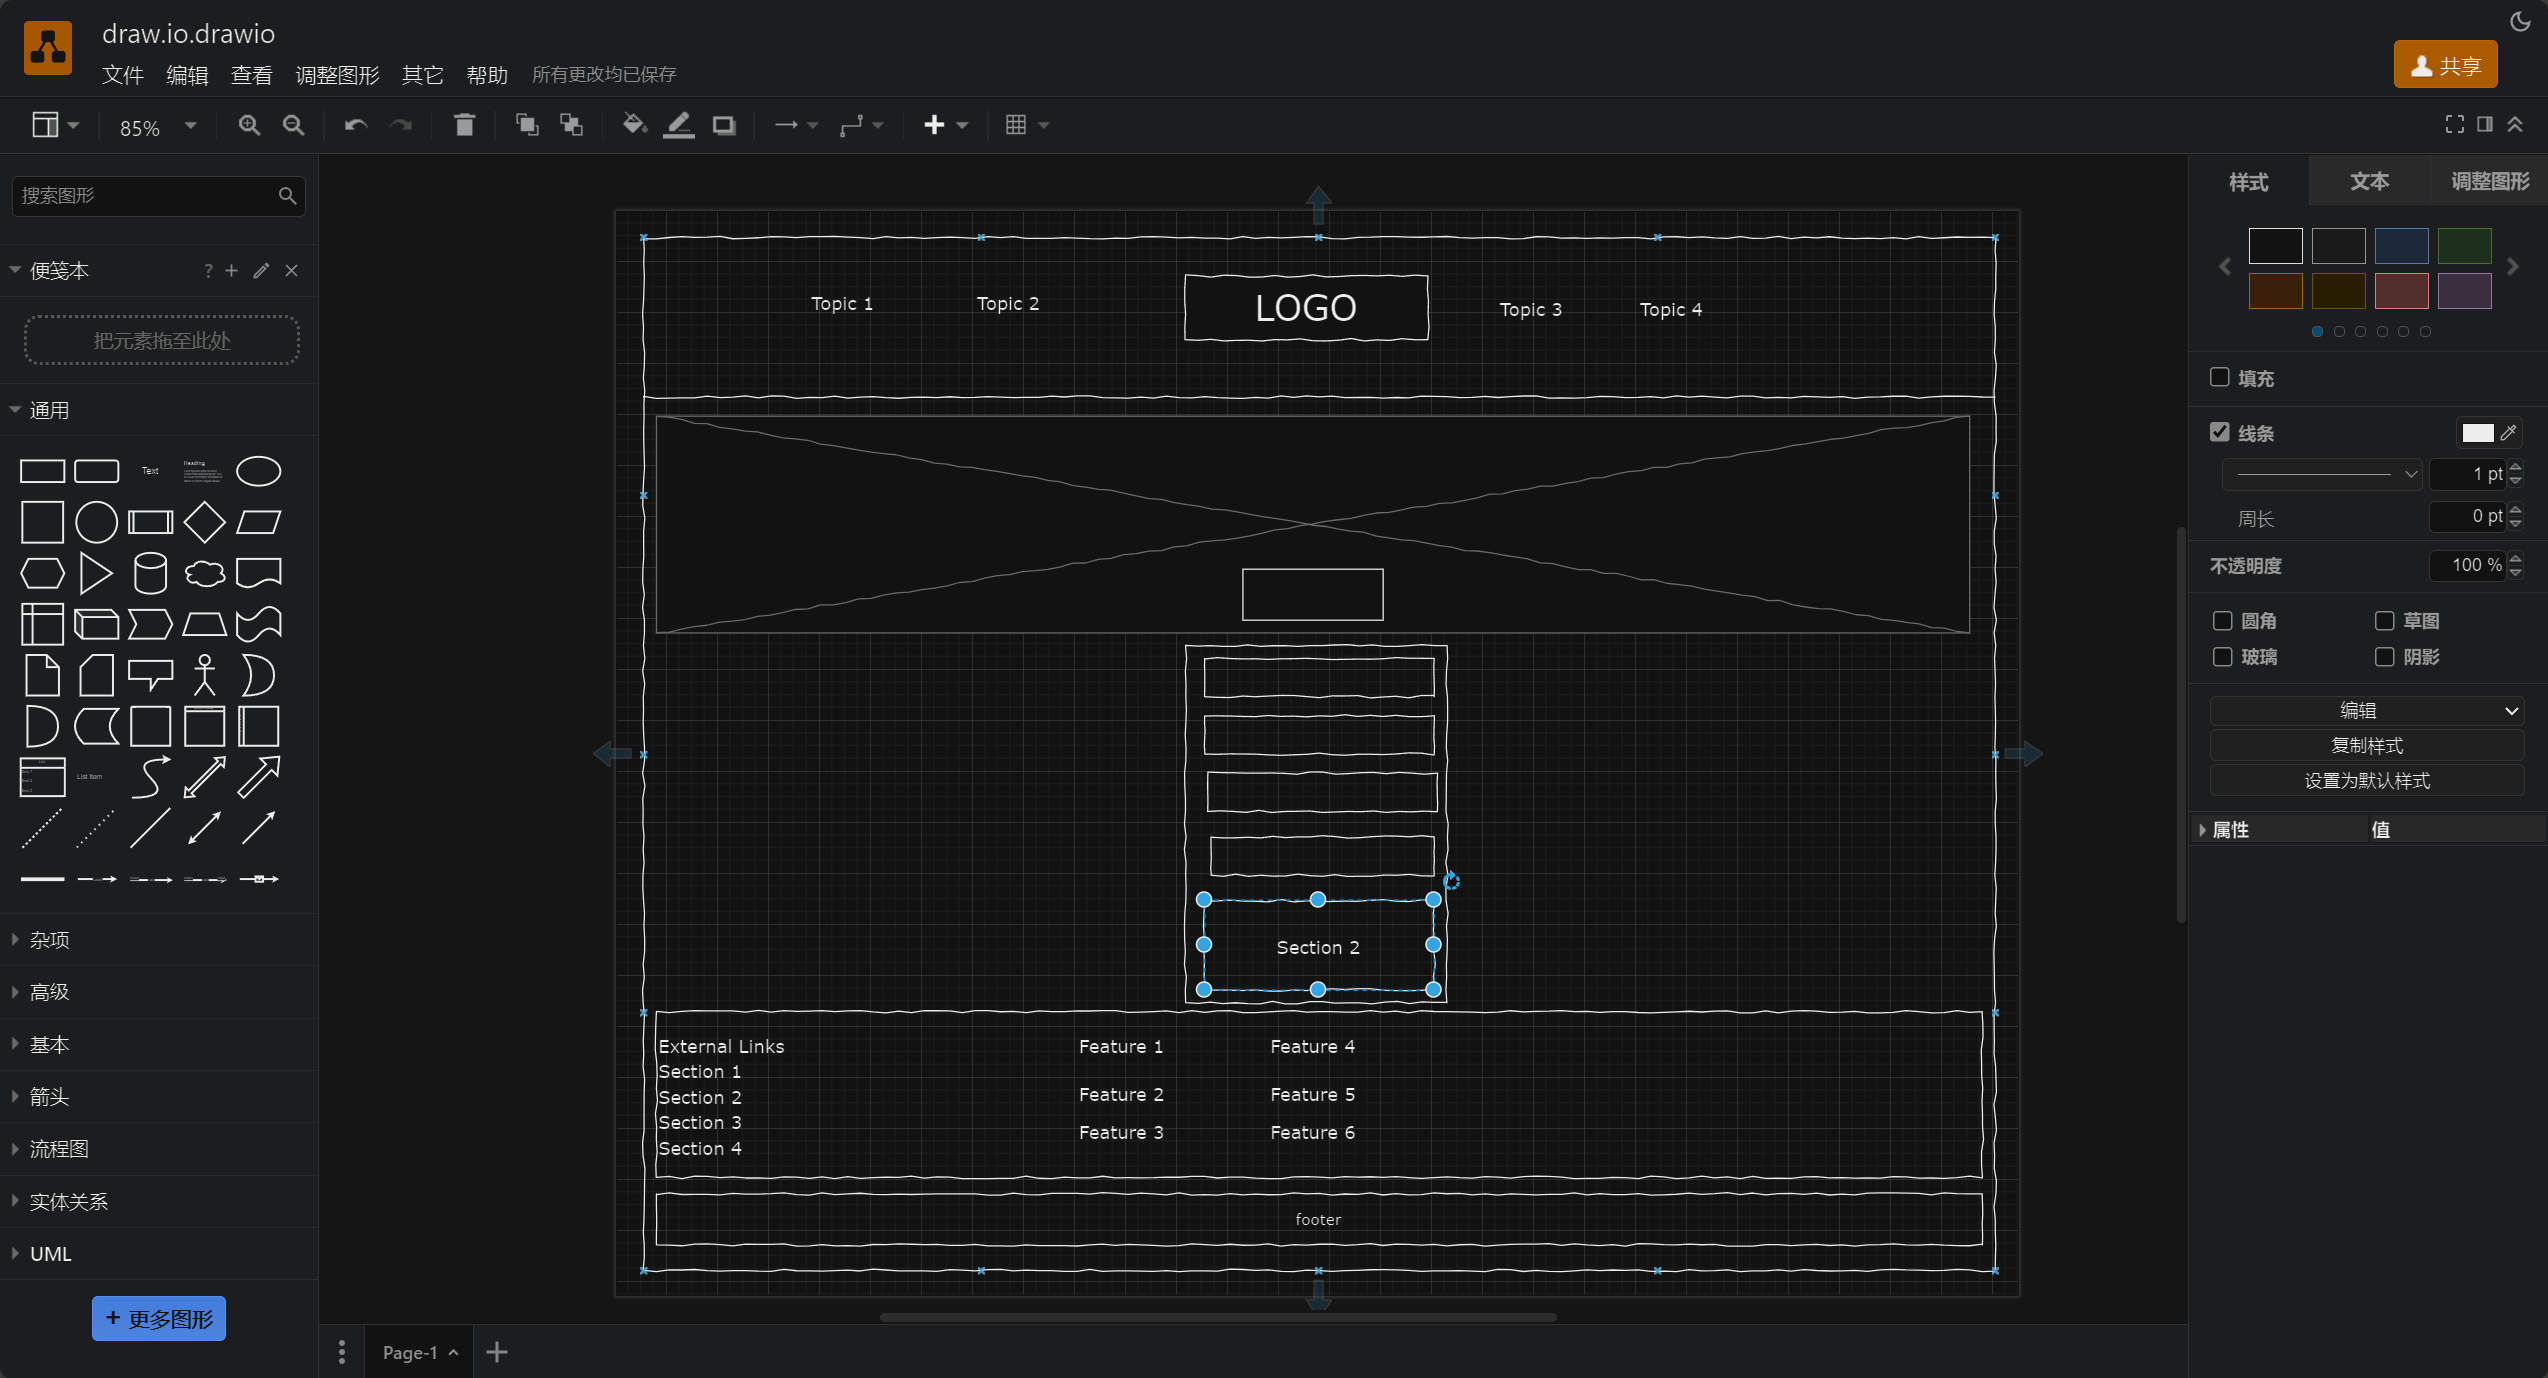 draw.io.drawio
文件 编辑 查看 调整图形 其它 帮助 所有更改均已保存
共享
85%
搜索图形
便笺本 ?
把元素拖至此处
通用
Text
Heading
List Item
杂项
高级
基本
箭头
流程图
实体关系
UML
+ 更多图形
Topic 1
Topic 2
LOGO
Topic 3
Topic 4
Section 2
External Links
Section 1
Section 2
Section 3
Section 4
Feature 1
Feature 4
Feature 2
Feature 5
Feature 3
Feature 6
footer
Page-1
样式 文本 调整图形
填充
线条
1 pt
周长 0 pt
不透明度 100 %
圆角 草图
玻璃 阴影
编辑
复制样式
设置为默认样式
属性 值